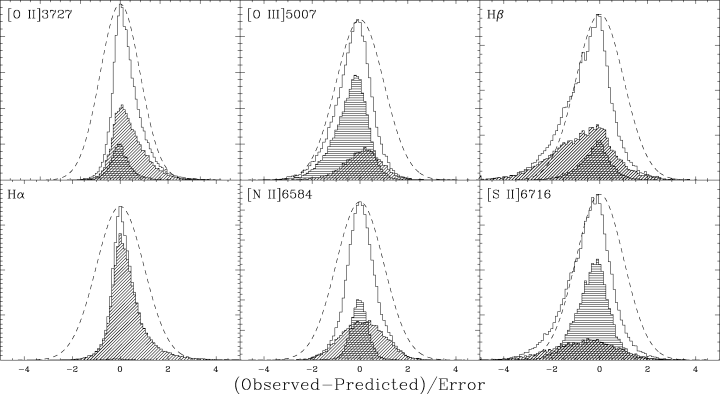 [O II]3727
[O III]5007
Hβ
Hα
[N II]6584
[S II]6716
−4 −2 0 2 4 −4 −2 0 2 4 −4 −2 0 2 4
(Observed−Predicted)/Error